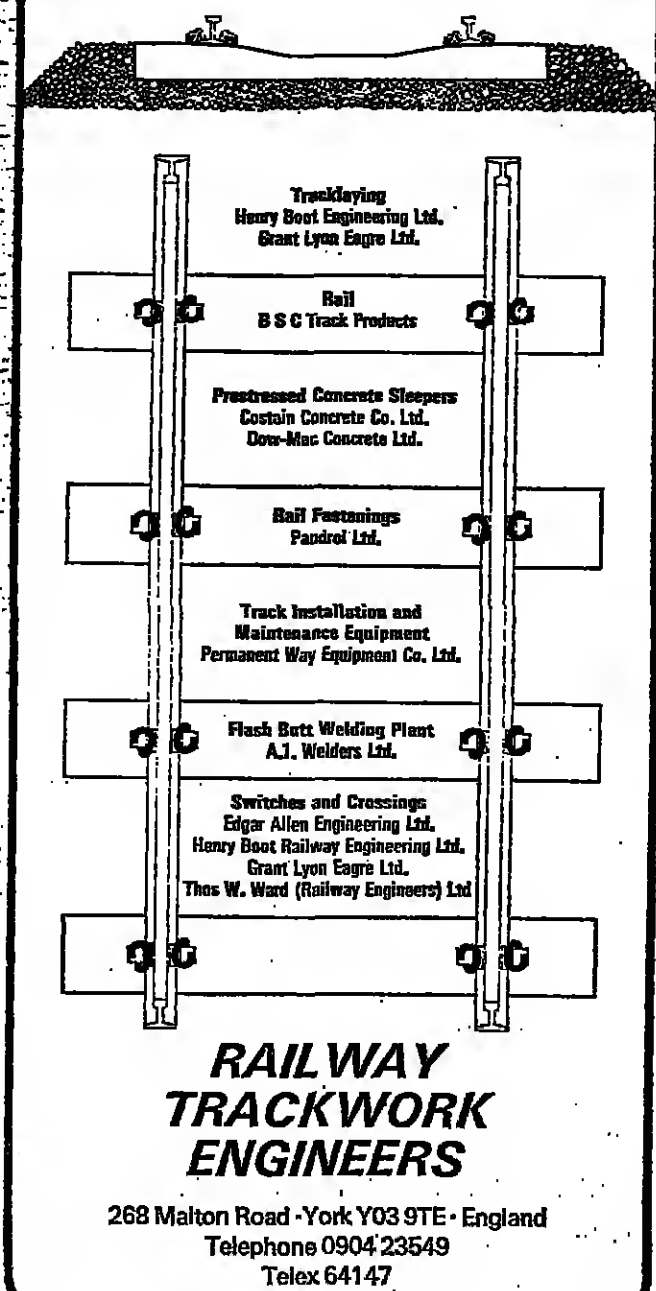 Tracklaying
Henry Boot Engineering Ltd.
Grant Lyon Eagre Ltd.
Rail
B S C Track Products
Prestressed Concrete Sleepers
Costain Concrete Co. Ltd.
Dow-Mac Concrete Ltd.
Rail Fastenings
Pandrol Ltd.
Track Installation and
Maintenance Equipment
Permanent Way Equipment Co. Ltd.
Flash Butt Welding Plant
A.1. Welders Ltd.
Switches and Crossings
Edgar Allen Engineering Ltd.
Henry Boot Railway Engineering Ltd.
Grant Lyon Eagre Ltd.
Thos W. Ward (Railway Engineers) Ltd
RAILWAY
TRACKWORK
ENGINEERS
268 Malton Road - York Y03 9TE · England
Telephone 0904 23549
Telex 64147